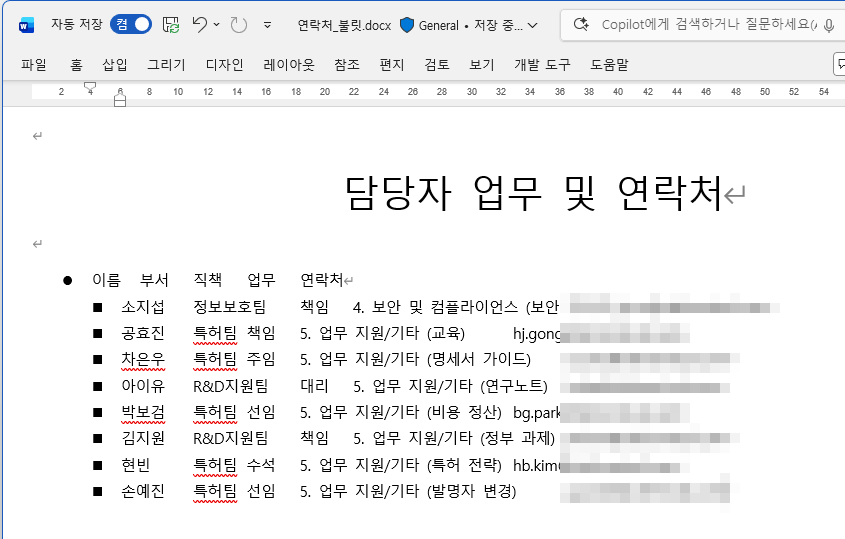 자동 저장 켬 연락처_불릿.docx General • 저장 중... Copilot에게 검색하거나 질문하세요(
파일 홈 삽입 그리기 디자인 레이아웃 참조 편지 검토 보기 개발 도구 도움말
2 4 6 8 10 12 14 16 18 20 22 24 26 28 30 32 34 36 38 40 42 44 46 48 50 52 54
담당자 업무 및 연락처
● 이름 부서 직책 업무 연락처
■ 소지섭 정보보호팀 책임 4. 보안 및 컴플라이언스 (보안
■ 공효진 특허팀 책임 5. 업무 지원/기타 (교육) hj.gong
■ 차은우 특허팀 주임 5. 업무 지원/기타 (명세서 가이드)
■ 아이유 R&D지원팀 대리 5. 업무 지원/기타 (연구노트)
■ 박보검 특허팀 선임 5. 업무 지원/기타 (비용 정산) bg.park
■ 김지원 R&D지원팀 책임 5. 업무 지원/기타 (정부 과제)
■ 현빈 특허팀 수석 5. 업무 지원/기타 (특허 전략) hb.kim
■ 손예진 특허팀 선임 5. 업무 지원/기타 (발명자 변경)